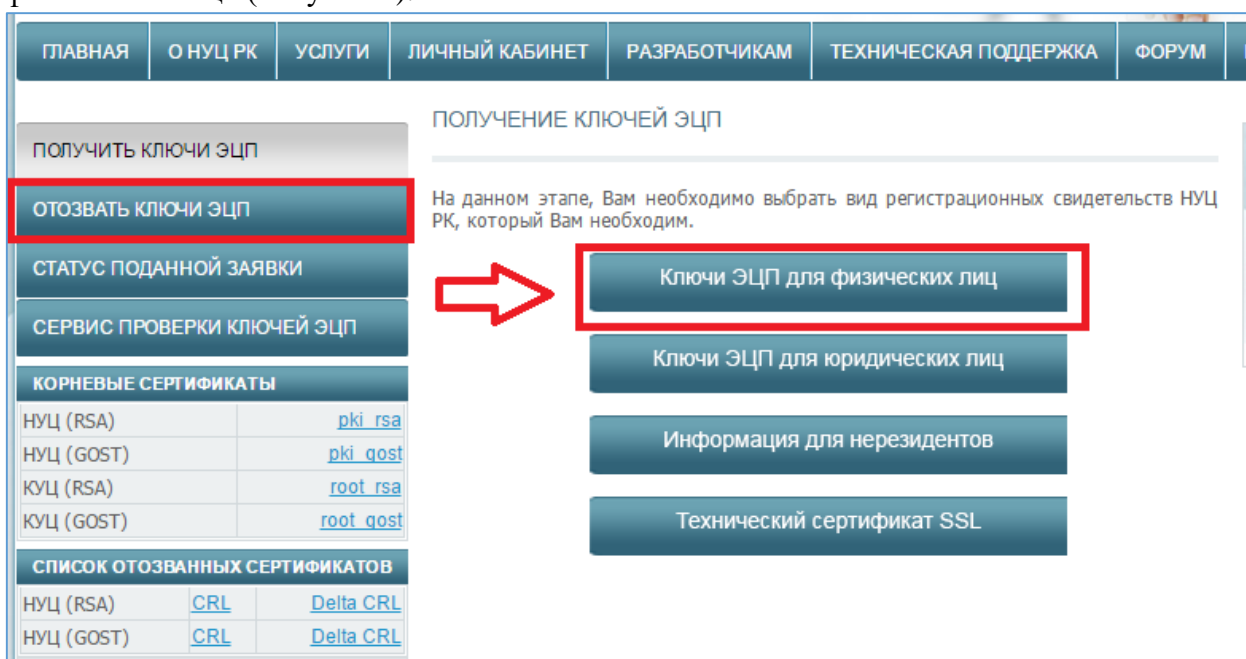 ГЛАВНАЯ
О НУЦ РК
УСЛУГИ
ЛИЧНЫЙ КАБИНЕТ
РАЗРАБОТЧИКАМ
ТЕХНИЧЕСКАЯ ПОДДЕРЖКА
ФОРУМ
ПОЛУЧИТЬ КЛЮЧИ ЭЦП
ОТОЗВАТЬ КЛЮЧИ ЭЦП
СТАТУС ПОДАННОЙ ЗАЯВКИ
СЕРВИС ПРОВЕРКИ КЛЮЧЕЙ ЭЦП
КОРНЕВЫЕ СЕРТИФИКАТЫ
НУЦ (RSA) pki_rsa
НУЦ (GOST) pki_gost
КУЦ (RSA) root_rsa
КУЦ (GOST) root_gost
СПИСОК ОТОЗВАННЫХ СЕРТИФИКАТОВ
НУЦ (RSA) CRL Delta CRL
НУЦ (GOST) CRL Delta CRL
ПОЛУЧЕНИЕ КЛЮЧЕЙ ЭЦП
На данном этапе, Вам необходимо выбрать вид регистрационных свидетельств НУЦ
РК, который Вам необходим.
Ключи ЭЦП для физических лиц
Ключи ЭЦП для юридических лиц
Информация для нерезидентов
Технический сертификат SSL